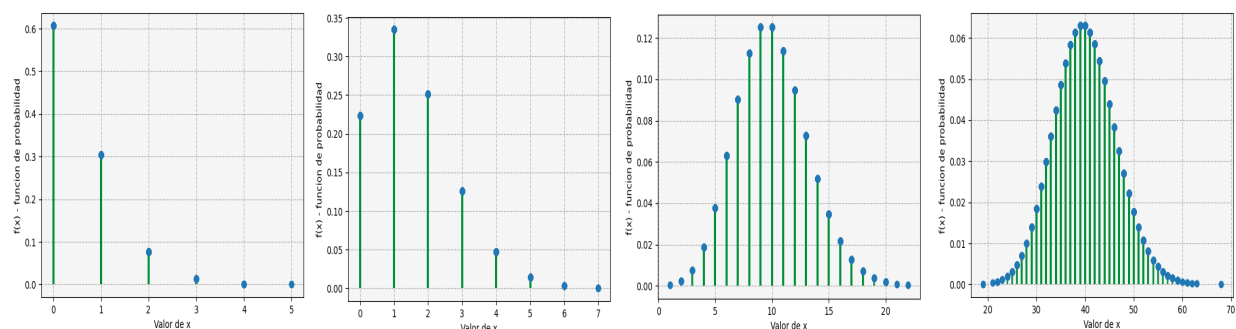 0.6
0.5
0.4
0.3
0.2
0.1
0.0
f(x) - funcion de probabilidad
0 1 2 3 4 5
Valor de x
0.35
0.30
0.25
0.20
0.15
0.10
0.05
0.00
f(x) - funcion de probabilidad
0 1 2 3 4 5 6 7
Valor de x
0.12
0.10
0.08
0.06
0.04
0.02
0.00
f(x) - funcion de probabilidad
0 5 10 15 20
Valor de x
0.06
0.05
0.04
0.03
0.02
0.01
0.00
f(x) - funcion de probabilidad
20 30 40 50 60 70
Valor de x